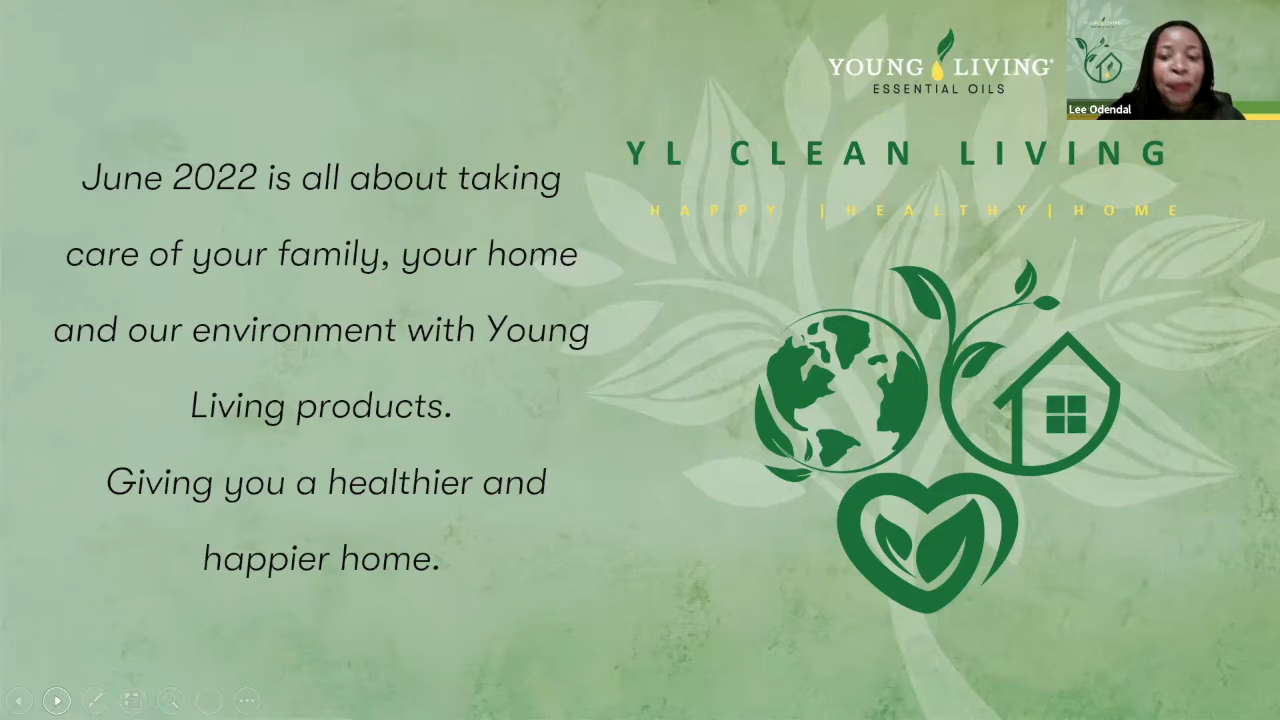 YOUNG LIVING®
ESSENTIAL OILS
Lee Odendal
YL CLEAN LIVING
HAPPY | HEALTHY | HOME
June 2022 is all about taking
care of your family, your home
and our environment with Young
Living products.
Giving you a healthier and
happier home.